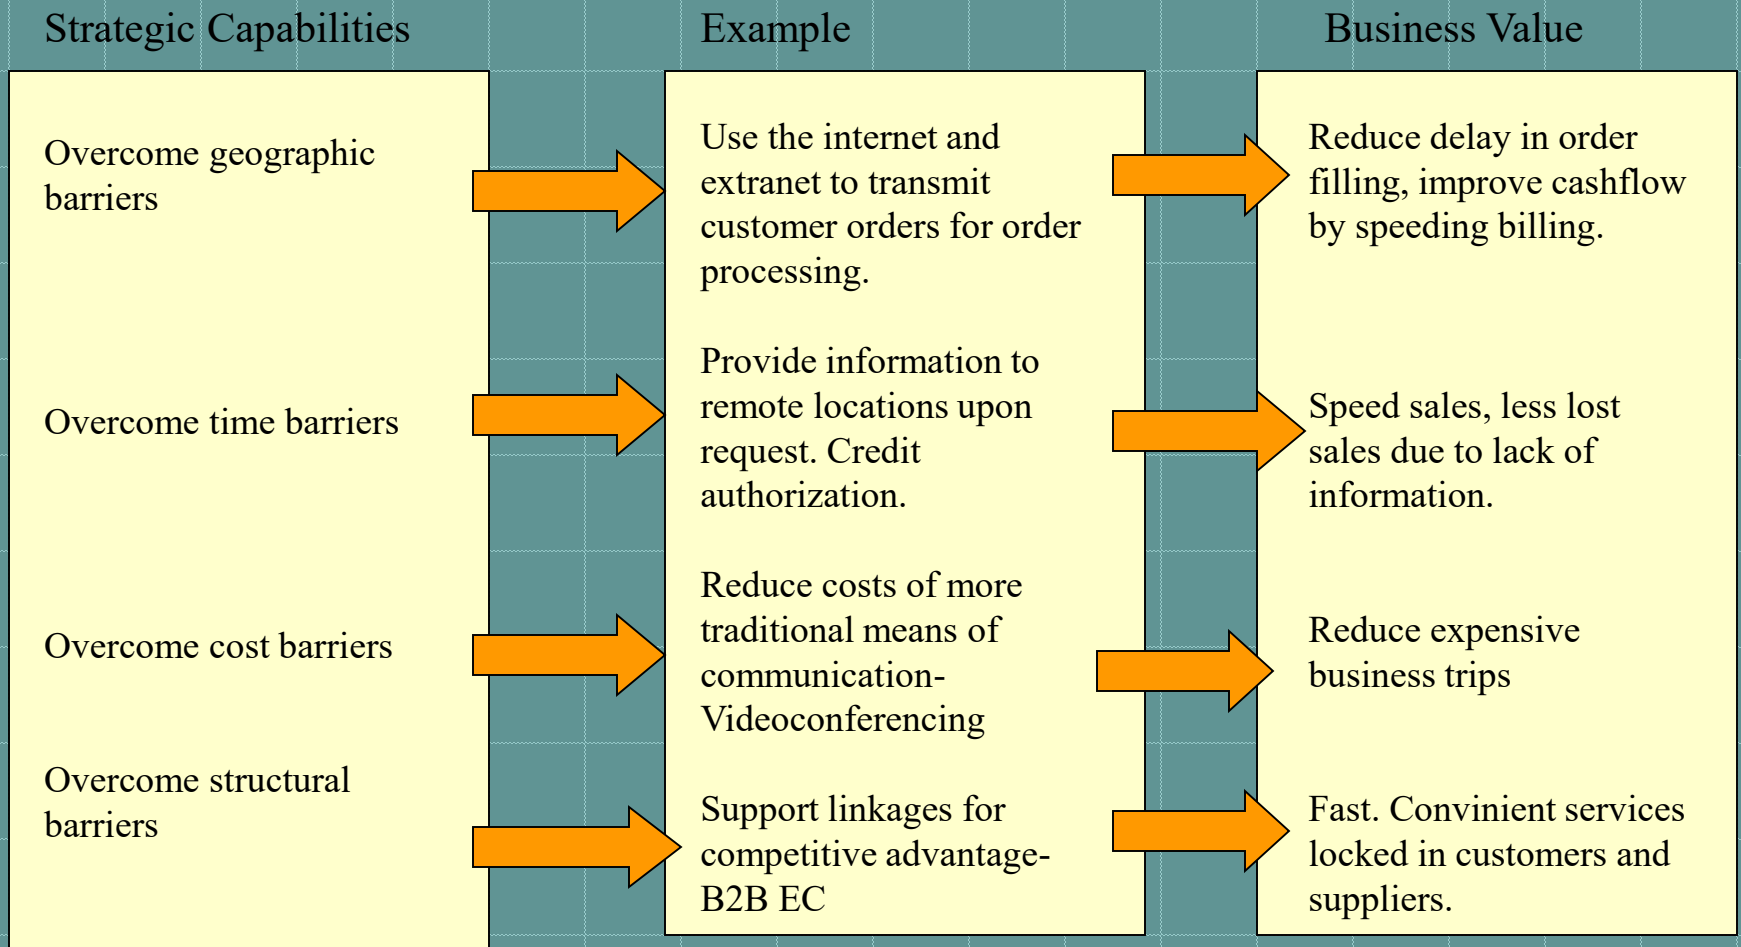 Strategic Capabilities
Example
Business Value
Overcome geographic
barriers
Overcome time barriers
Overcome cost barriers
Overcome structural
barriers
Use the internet and
extranet to transmit
customer orders for order
processing.
Provide information to
remote locations upon
request. Credit
authorization.
Reduce costs of more
traditional means of
communication-
Videoconferencing
Support linkages for
competitive advantage-
B2B EC
Reduce delay in order
filling, improve cashflow
by speeding billing.
Speed sales, less lost
sales due to lack of
information.
Reduce expensive
business trips
Fast. Convinient services
locked in customers and
suppliers.